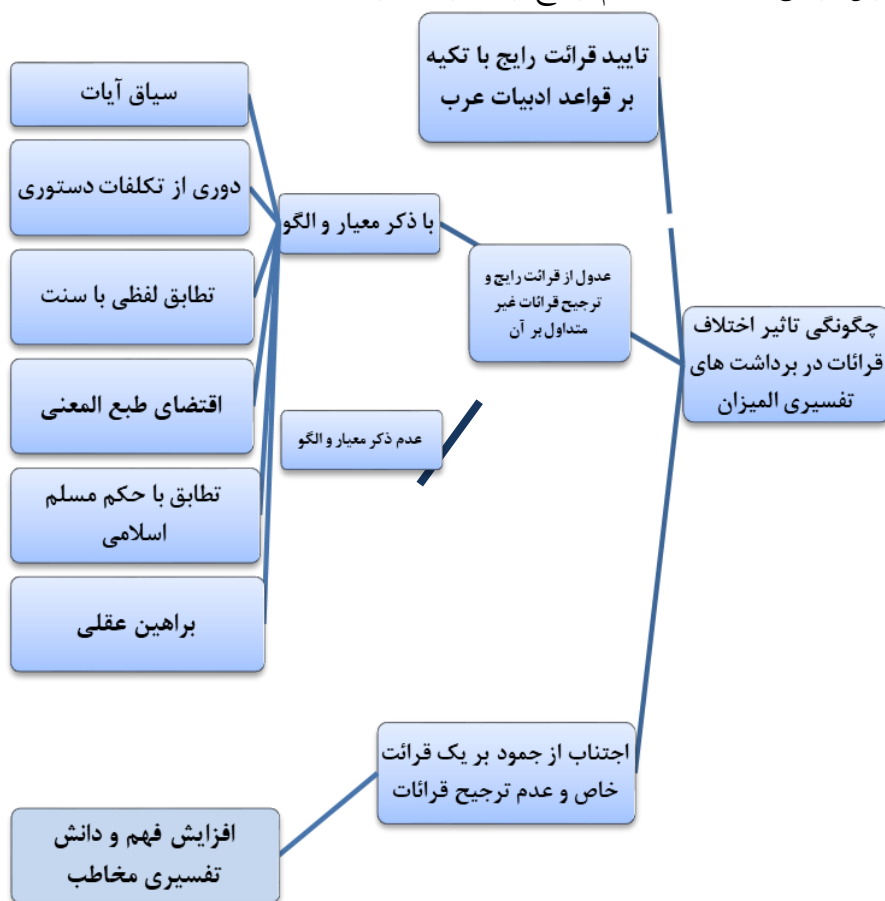 تایید قرائت رایج با تکیه
بر قواعد ادبیات عرب
سیاق آیات
دوری از تکلفات دستوری
با ذکر معیار و الگو
عدول از قرائت رایج و
ترجیح قرائات غیر
متداول بر آن
تطابق لفظی با سنت
چگونگی تاثیر اختلاف
قرائات در برداشت های
تفسیری المیزان
اقتضای طبع المعنی
عدم ذکر معیار و الگو
تطابق با حکم مسلم
اسلامی
براهین عقلی
اجتناب از جمود بر یک قرائت
خاص و عدم ترجیح قرائات
افزایش فهم و دانش
تفسیری مخاطب